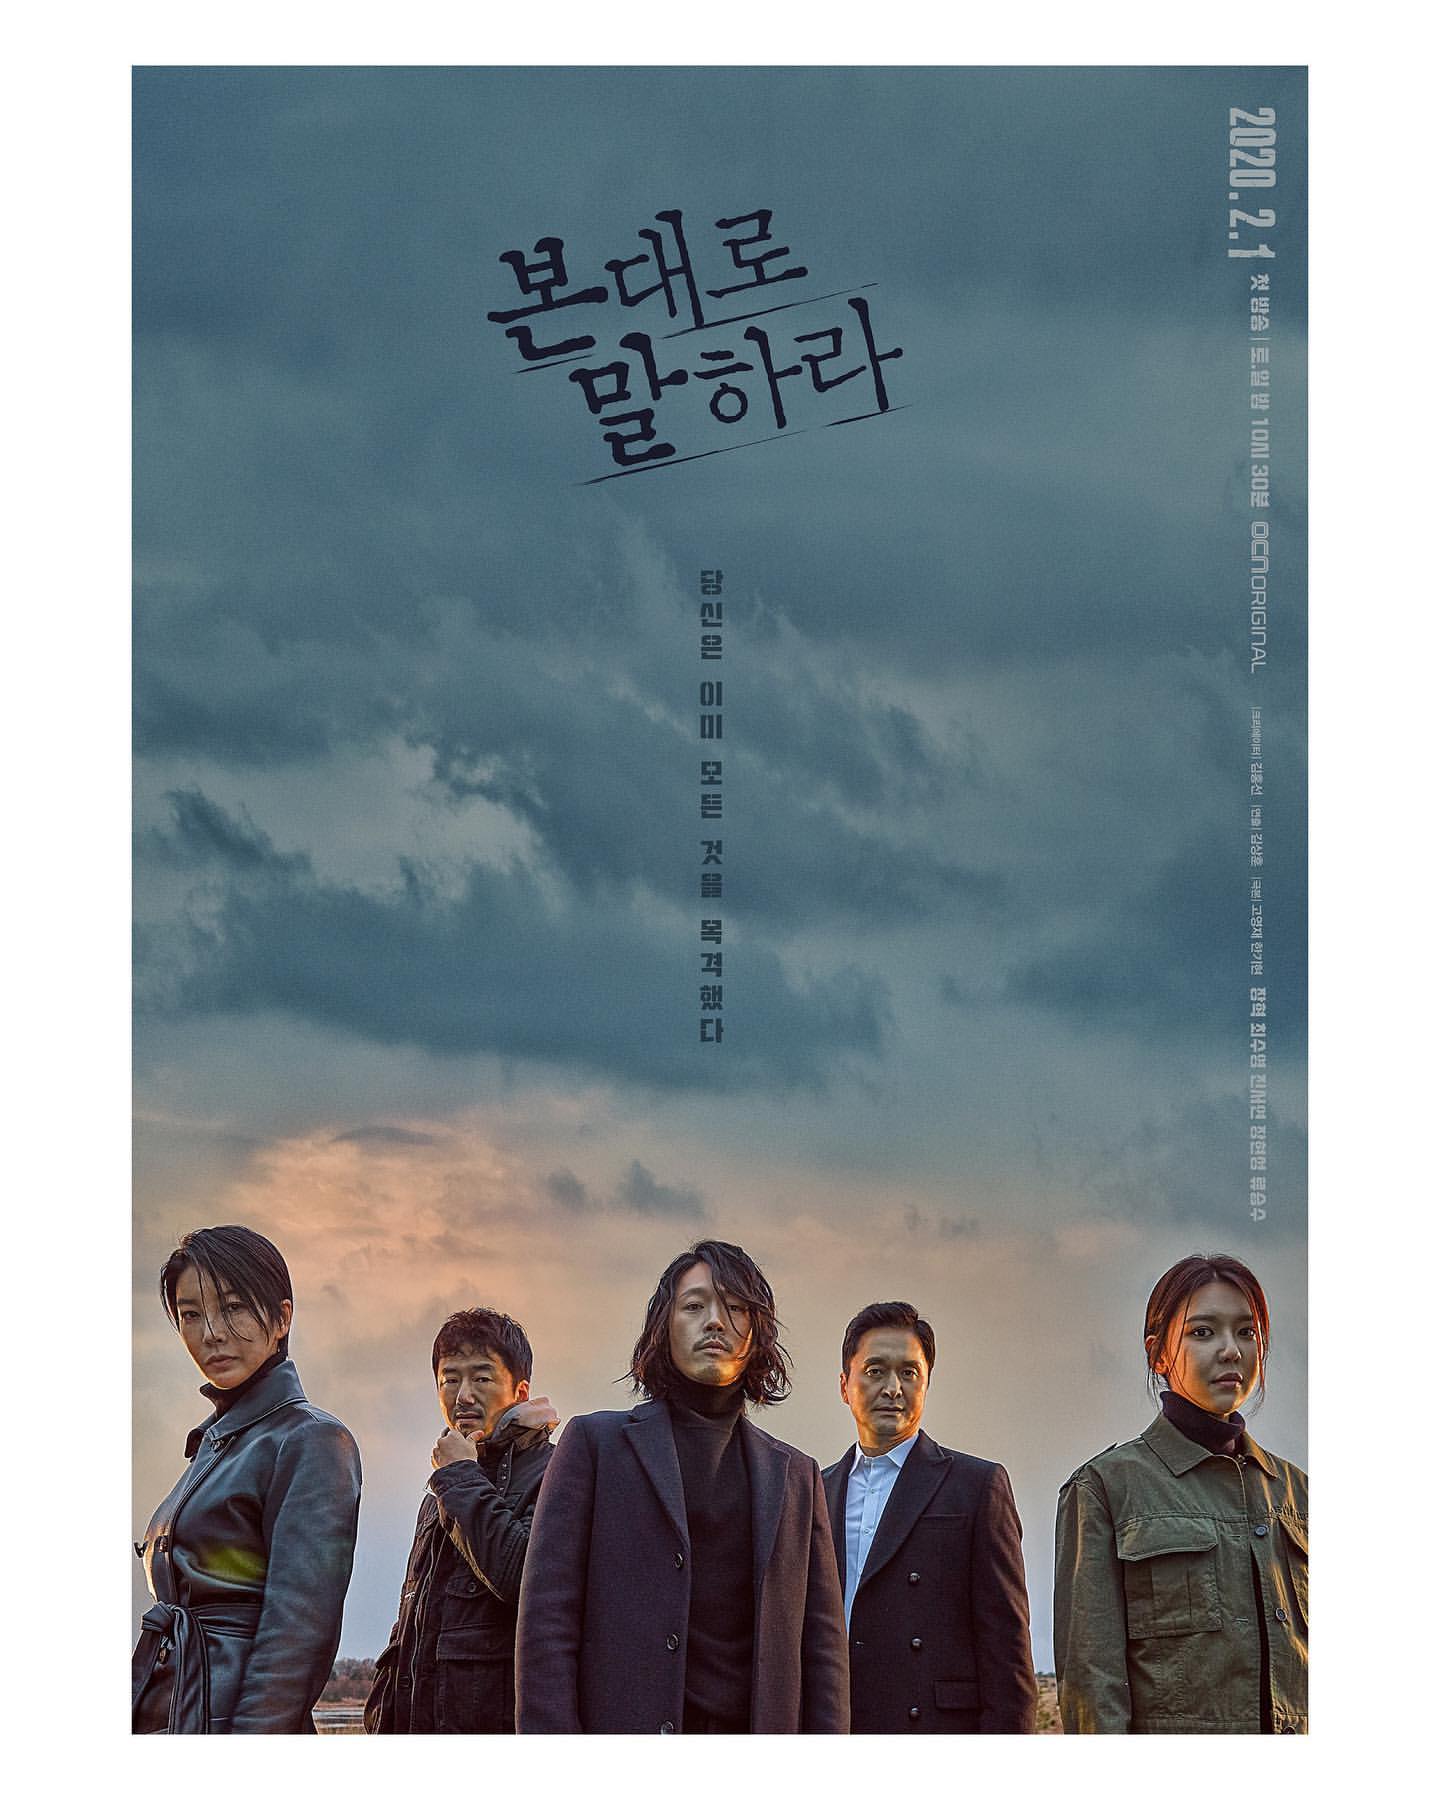 본대로
말하라
당신은 이미 모든 것을 목격했다
2020.2.1 첫 방송 | 토.일 밤 10시 30분 OCN ORIGINAL
|크리에이터| 김홍선 |연출| 김상훈 |극본| 고영재 한기현 장혁 최수영 진서연 장현성 류승수